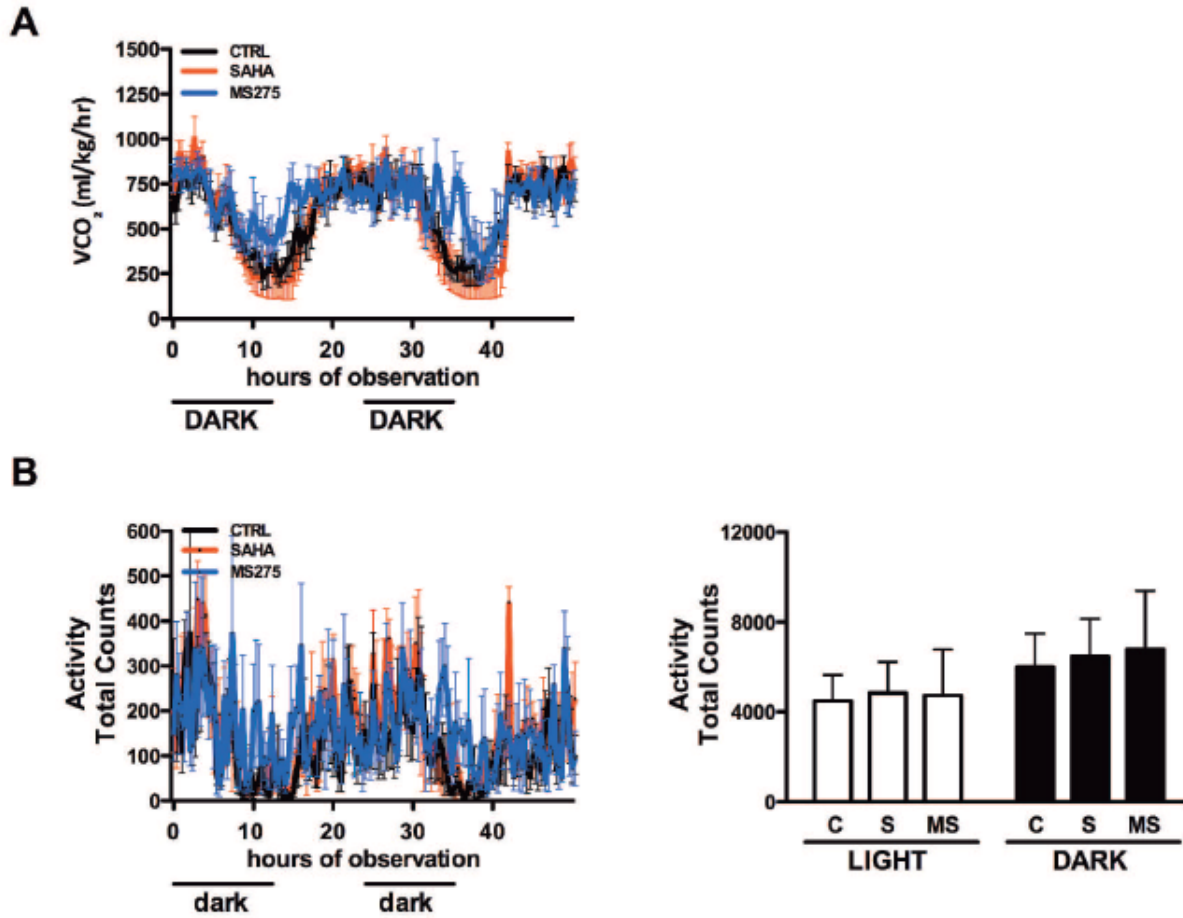 A
1500
1250
1000
750
500
250
0
VCO₂ (ml/kg/hr)
CTRL
SAHA
MS275
0 10 20 30 40
hours of observation
DARK DARK
B
600
500
400
300
200
100
0
Activity
Total Counts
CTRL
SAHA
MS275
0 10 20 30 40
hours of observation
dark dark
12000
8000
4000
0
Activity
Total Counts
C S MS C S MS
LIGHT DARK